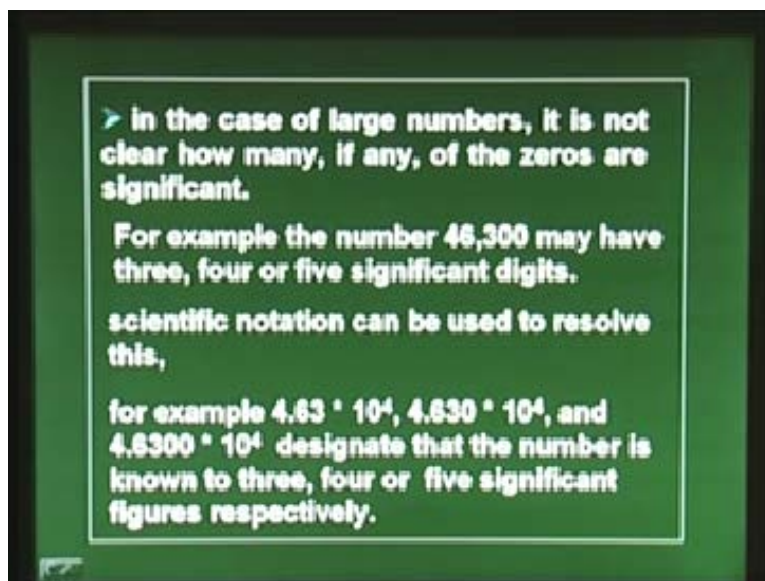 ➢ in the case of large numbers, it is not
clear how many, if any, of the zeros are
significant.
For example the number 46,300 may have
three, four or five significant digits.
scientific notation can be used to resolve
this,
for example 4.63 * 10⁴, 4.630 * 10⁴, and
4.6300 * 10⁴ designate that the number is
known to three, four or five significant
figures respectively.